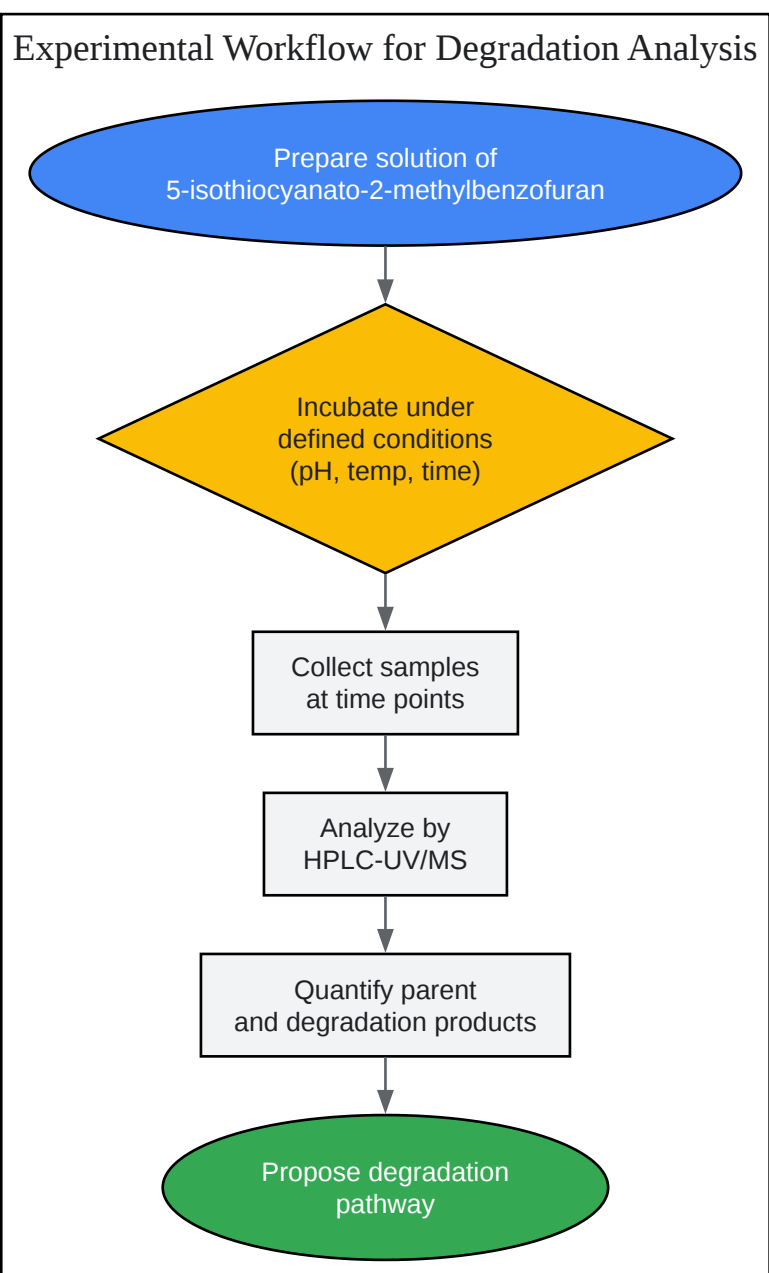 Experimental Workflow for Degradation Analysis
Prepare solution of
5-isothiocyanato-2-methylbenzofuran
Incubate under
defined conditions
(pH, temp, time)
Collect samples
at time points
Analyze by
HPLC-UV/MS
Quantify parent
and degradation products
Propose degradation
pathway